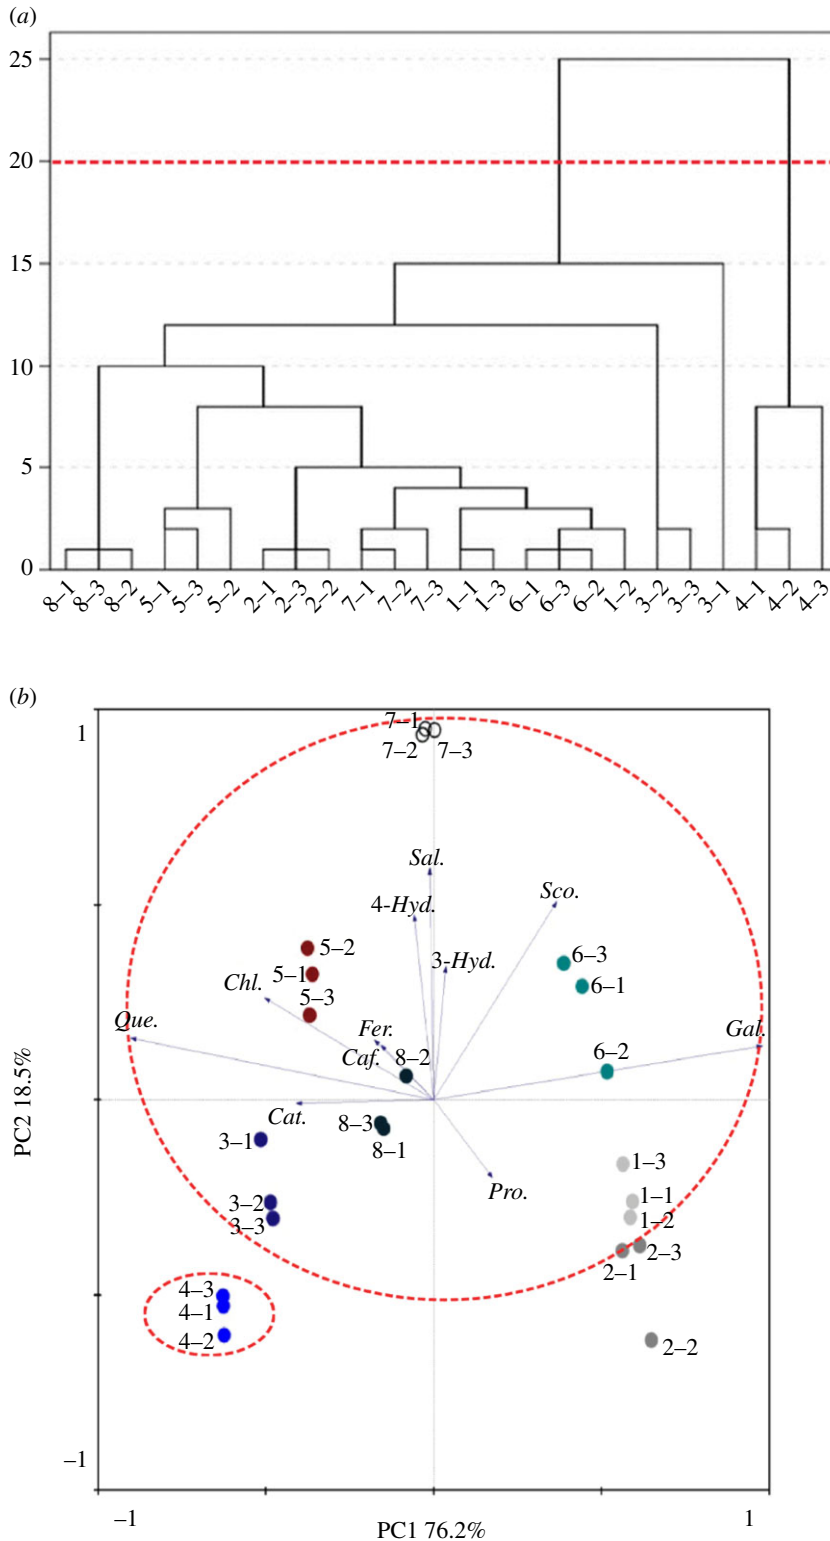 (a)
25
20
15
10
5
0
8–1 8–3 8–2 5–1 5–3 5–2 2–1 2–3 2–2 7–1 7–2 7–3 1–1 1–3 6–1 6–3 6–2 1–2 3–2 3–3 3–1 4–1 4–2 4–3
(b)
1
7–1
7–2 7–3
Sal.
Sco.
4-Hyd.
5–2
3-Hyd.
6–3
5–1
Chl.
6–1
5–3
Que.
Fer.
Gal.
Caf.
8–2
6–2
Cat.
8–3
3–1
8–1
1–3
Pro.
3–2
1–1
3–3
1–2
2–3
2–1
4–3
4–1
4–2
2–2
PC2 18.5%
–1
–1
1
PC1 76.2%